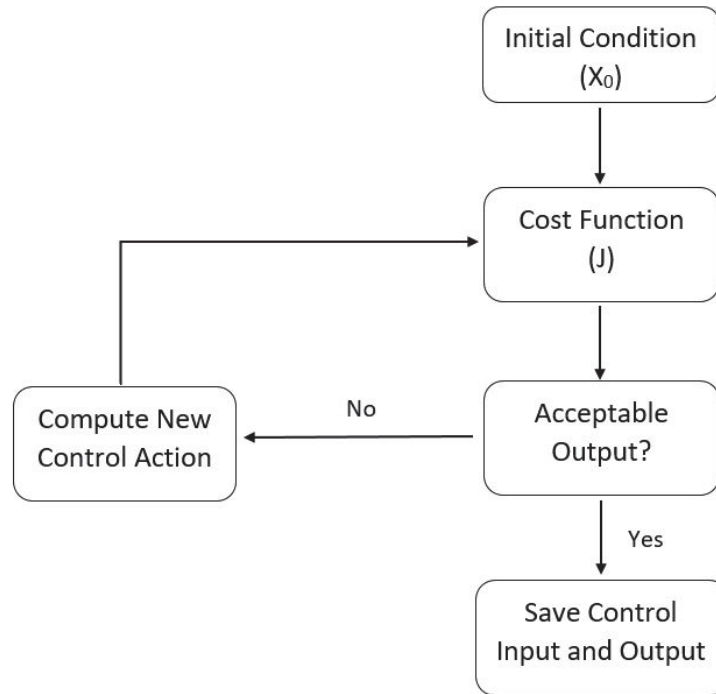 Initial Condition
(X₀)
Cost Function
(J)
Compute New
Control Action
No
Acceptable
Output?
Yes
Save Control
Input and Output